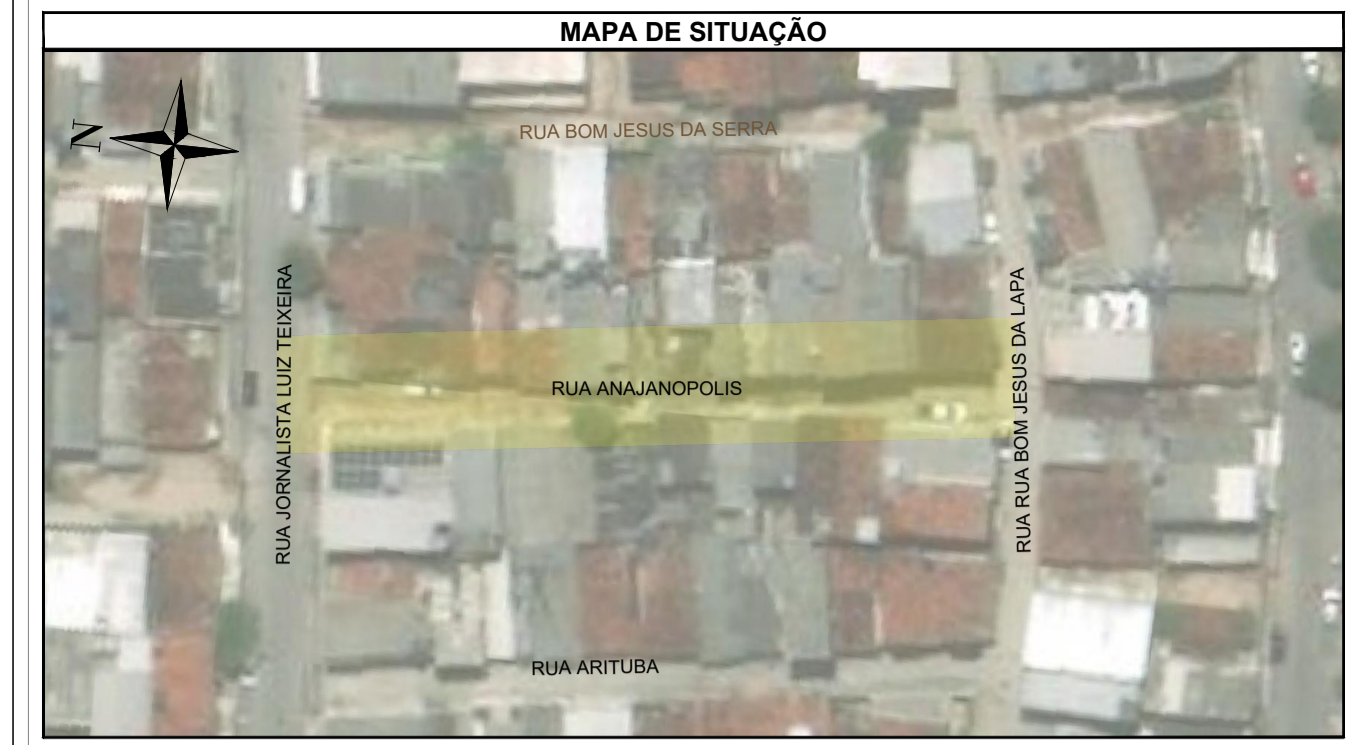 MAPA DE SITUAÇÃO
N
RUA BOM JESUS DA SERRA
RUA JORNALISTA LUIZ TEIXEIRA
RUA ANAJANOPOLIS
RUA RUA BOM JESUS DA LAPA
RUA ARITUBA